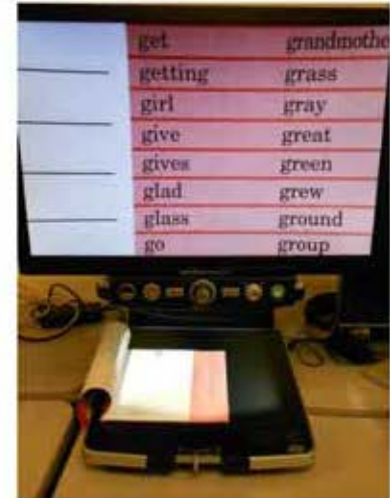 get grandmothe
getting grass
girl gray
give great
gives green
glad grew
glass ground
go group